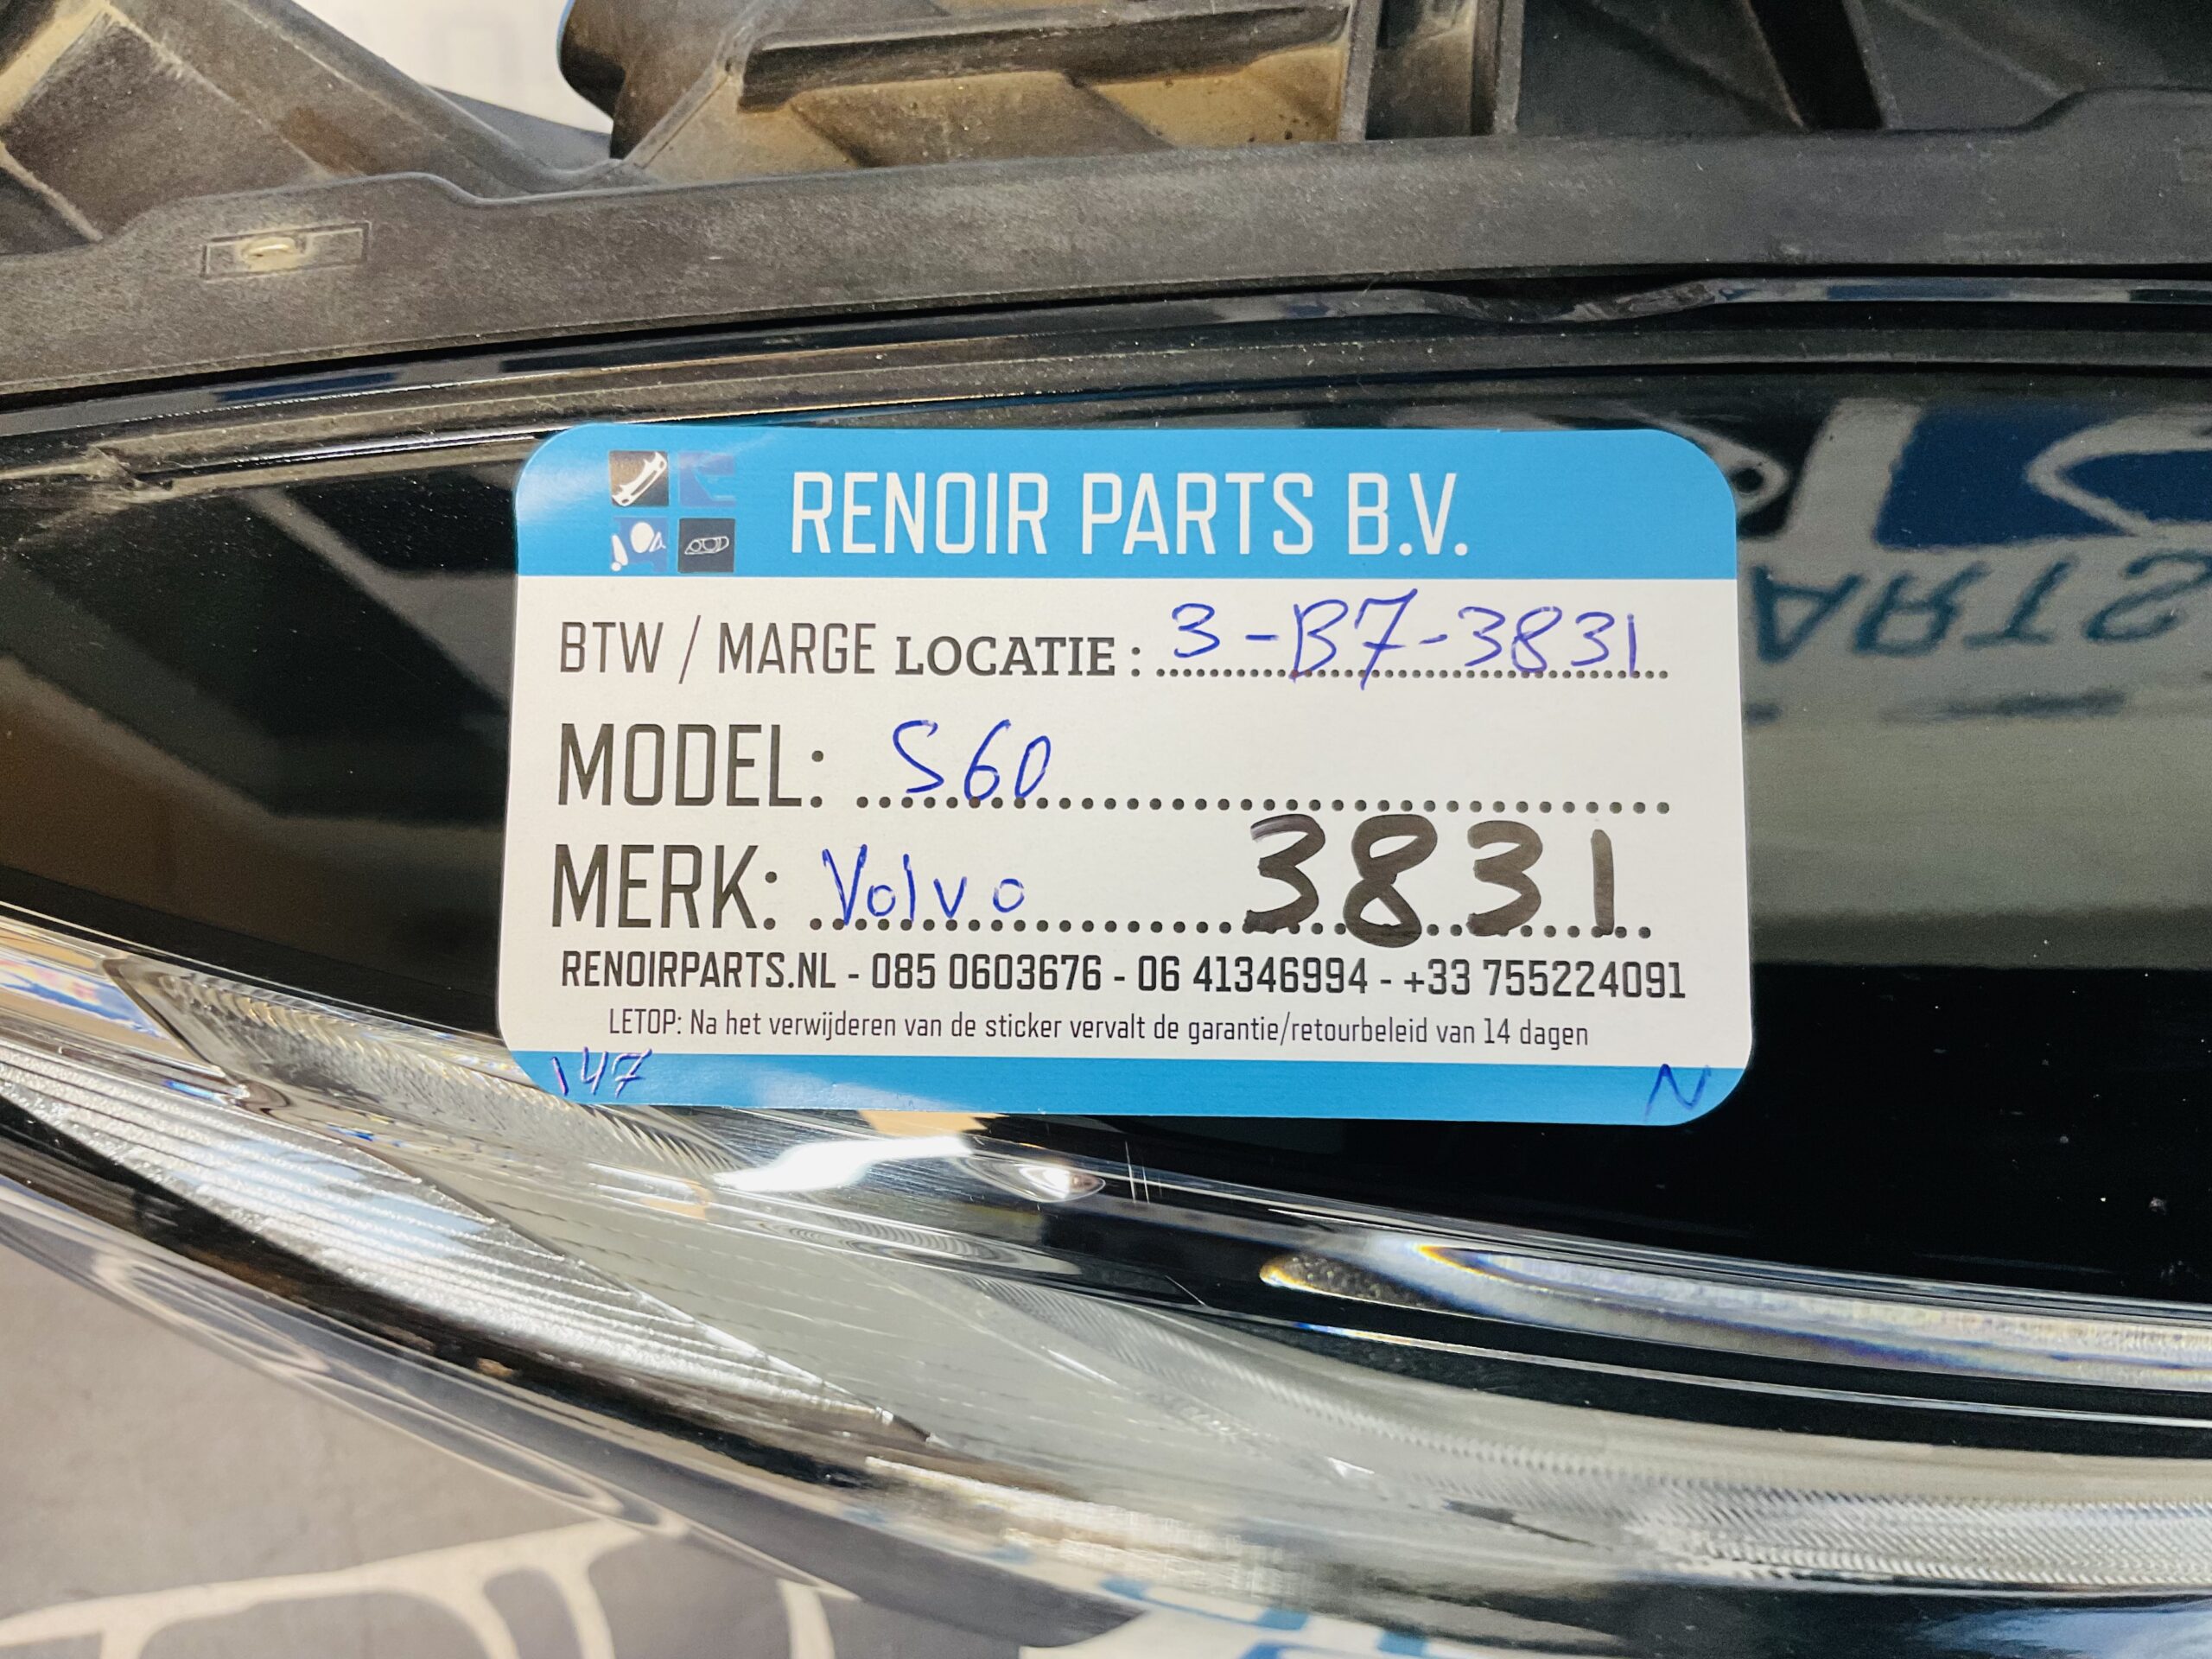 RENOIR PARTS B.V.
BTW / MARGE LOCATIE : 3-B7-3831
MODEL: S60
MERK: Volvo 3831
RENOIRPARTS.NL - 085 0603676 - 06 41346994 - +33 755224091
LETOP: Na het verwijderen van de sticker vervalt de garantie/retourbeleid van 14 dagen
147 N
ARTS